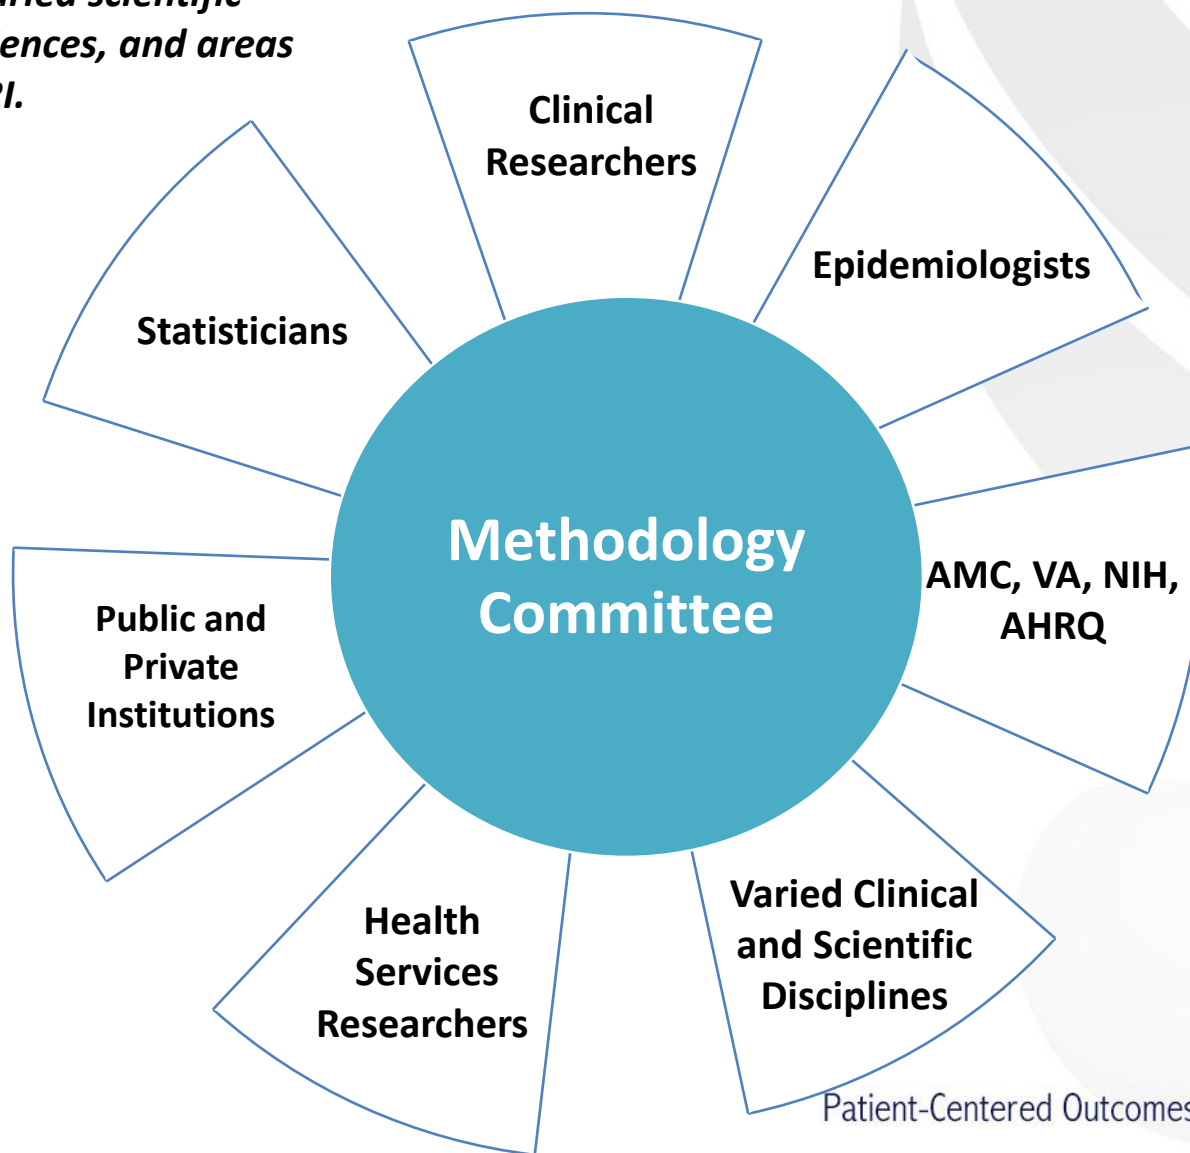 scientific
and areas
Clinical
Researchers
Epidemiologists
Statisticians
Methodology
Committee
AMC, VA, NIH,
AHRQ
Public and
Private
Institutions
Health
Services
Researchers
Varied Clinical
and Scientific
Disciplines
Patient-Centered Outcomes